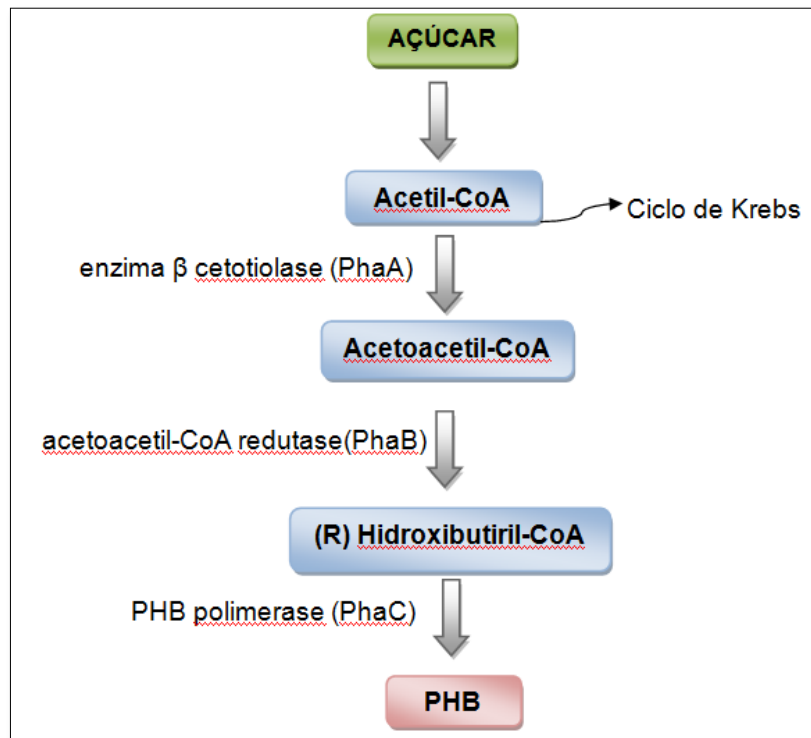 AÇÚCAR
Acetil-CoA
Ciclo de Krebs
enzima β cetotiolase (PhaA)
Acetoacetil-CoA
acetoacetil-CoA redutase(PhaB)
(R) Hidroxibutiril-CoA
PHB polimerase (PhaC)
PHB